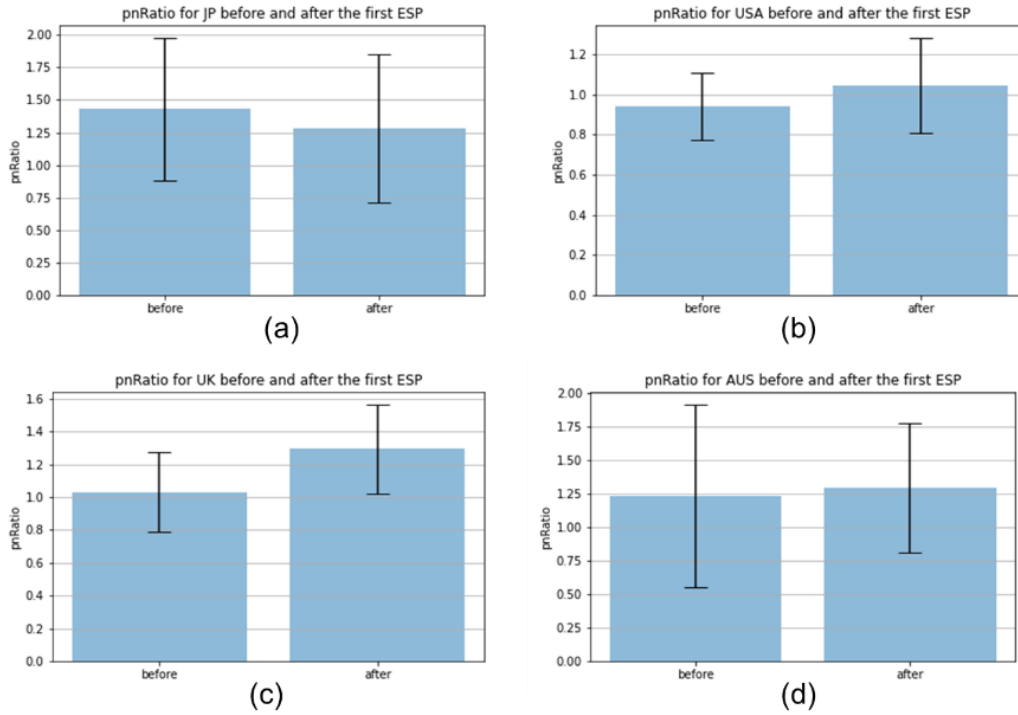 pnRatio for JP before and after the first ESP
2.00
1.75
1.50
1.25
1.00
0.75
0.50
0.25
0.00
pnRatio
before
after
(a)
pnRatio for USA before and after the first ESP
1.2
1.0
0.8
0.6
0.4
0.2
0.0
pnRatio
before
after
(b)
pnRatio for UK before and after the first ESP
1.6
1.4
1.2
1.0
0.8
0.6
0.4
0.2
0.0
pnRatio
before
after
(c)
pnRatio for AUS before and after the first ESP
2.00
1.75
1.50
1.25
1.00
0.75
0.50
0.25
0.00
pnRatio
before
after
(d)